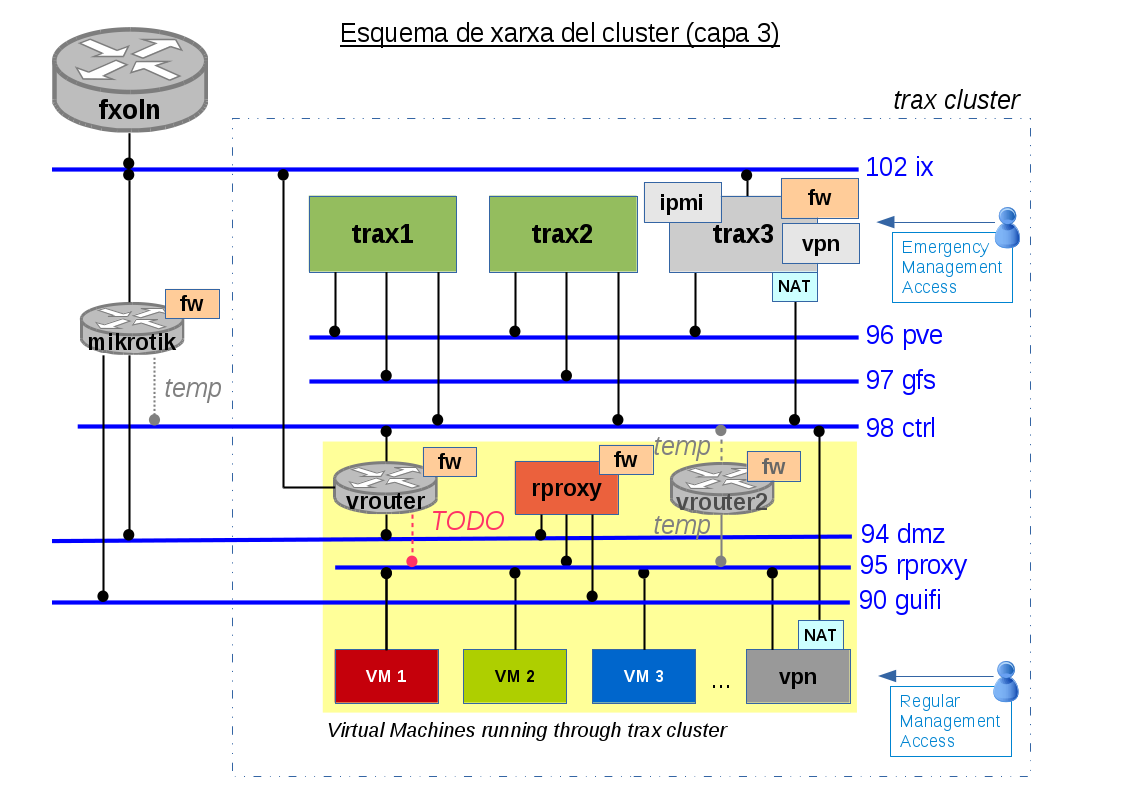 Esquema de xarxa del cluster (capa 3)
fxoln
trax cluster
102 ix
ipmi
fw
trax1
trax2
trax3
vpn
Emergency
Management
Access
NAT
fw
mikrotik
96 pve
temp
97 gfs
98 ctrl
temp
fw
fw
fw
vrouter
rproxy
vrouter2
TODO
temp
94 dmz
95 rproxy
90 guifi
NAT
VM 1
VM 2
VM 3
...
vpn
Regular
Management
Access
Virtual Machines running through trax cluster